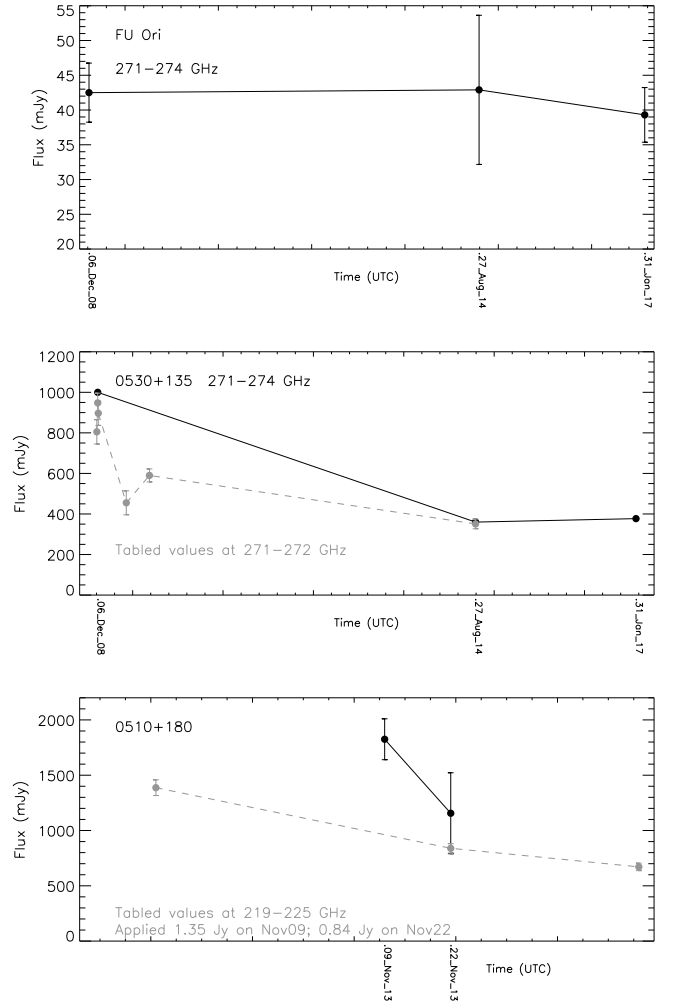 55
FU Ori
50
271−274 GHz
45
40
Flux (mJy)
35
30
25
20
.06_Dec_08
.27_Aug_14
.31_Jan_17
Time (UTC)
1200
0530+135 271−274 GHz
1000
800
600
Flux (mJy)
400
Tabled values at 271−272 GHz
200
0
.06_Dec_08
.27_Aug_14
.31_Jan_17
Time (UTC)
2000
0510+180
1500
Flux (mJy)
1000
500
Tabled values at 219−225 GHz
Applied 1.35 Jy on Nov09; 0.84 Jy on Nov22
0
.09_Nov_13
.22_Nov_13
Time (UTC)